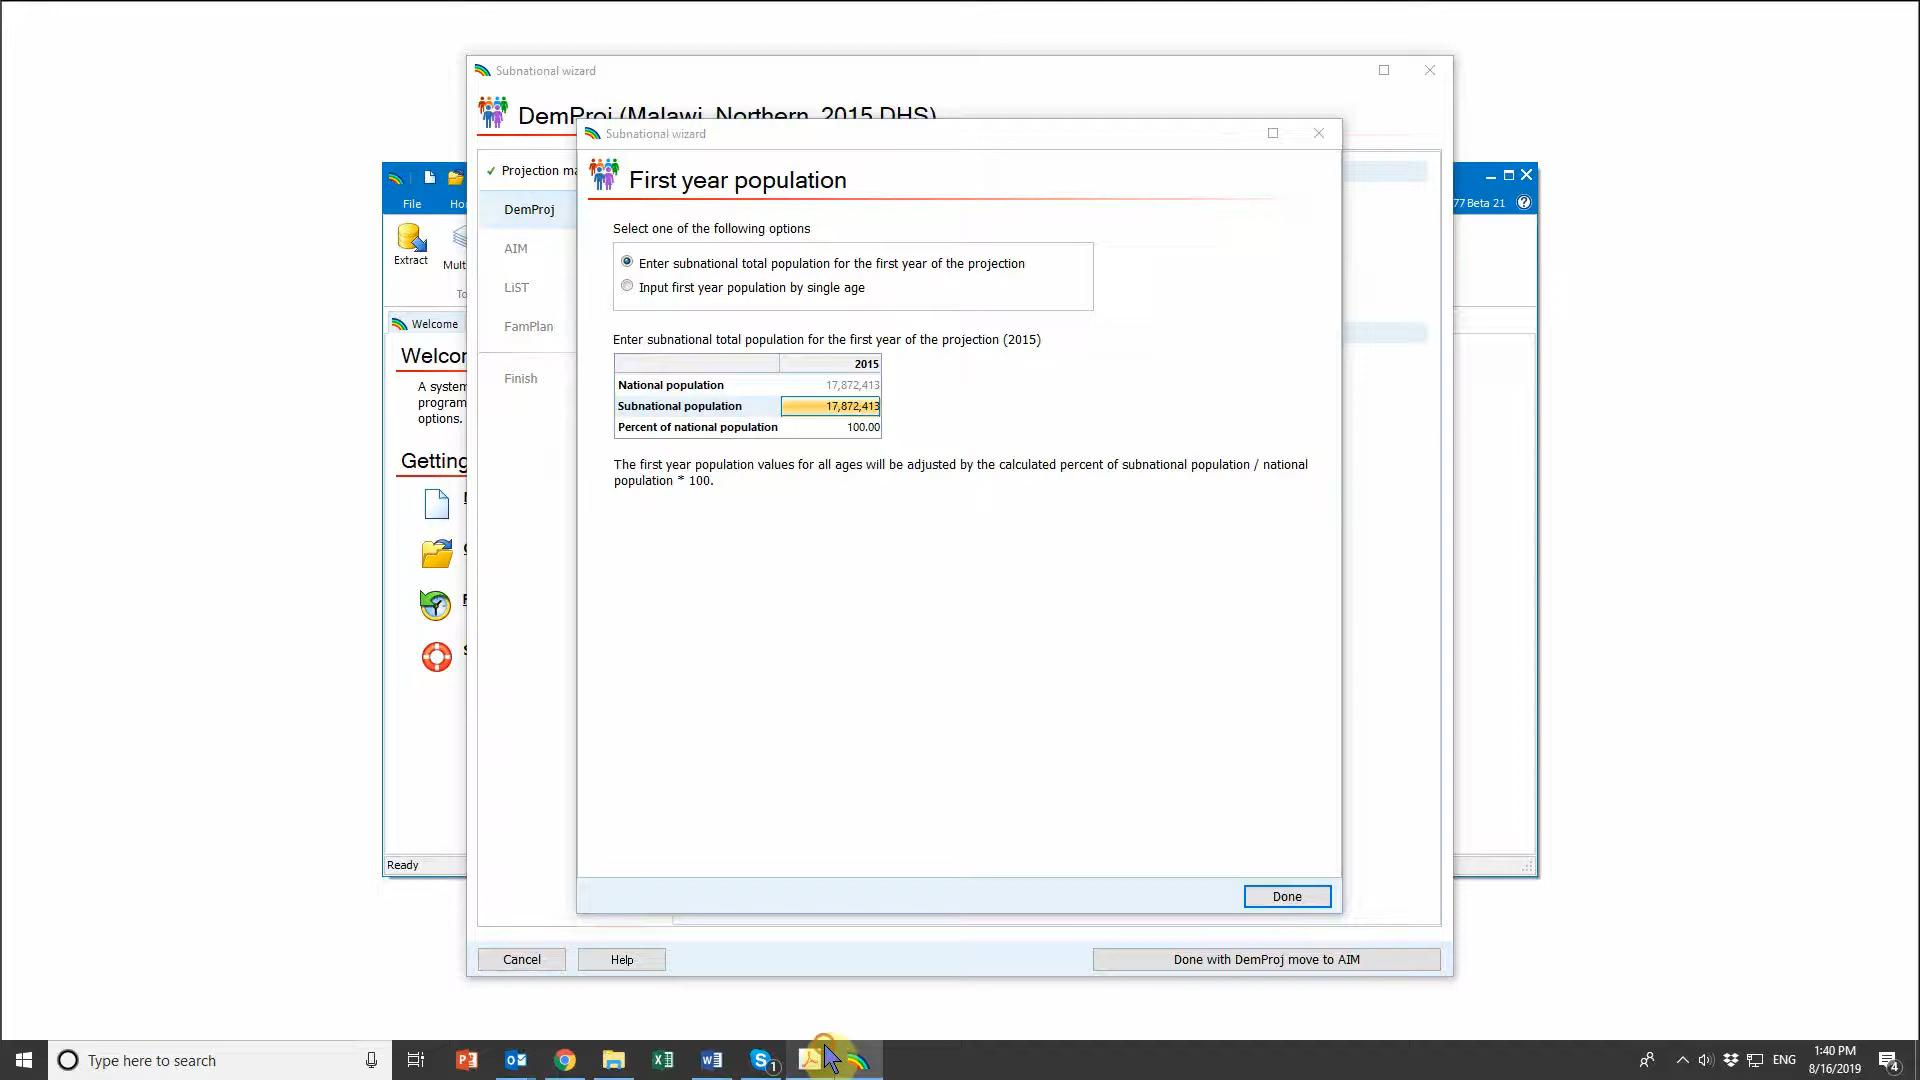 Subnational wizard
DemProj (Malawi, Northern, 2015 DHS)
Subnational wizard
First year population
Projection ma
DemProj
AIM
LiST
FamPlan
Finish
File
Extract
Ready
Welcome
Welcor
A system
program
options.
Getting
77 Beta 21
Select one of the following options
Enter subnational total population for the first year of the projection
Input first year population by single age
Enter subnational total population for the first year of the projection (2015)
2015
National population 17,872,413
Subnational population 17,872,413
Percent of national population 100.00
The first year population values for all ages will be adjusted by the calculated percent of subnational population / national
population * 100.
Done
Cancel
Help
Done with DemProj move to AIM
Type here to search
ENG
1:40 PM
8/16/2019
1
4